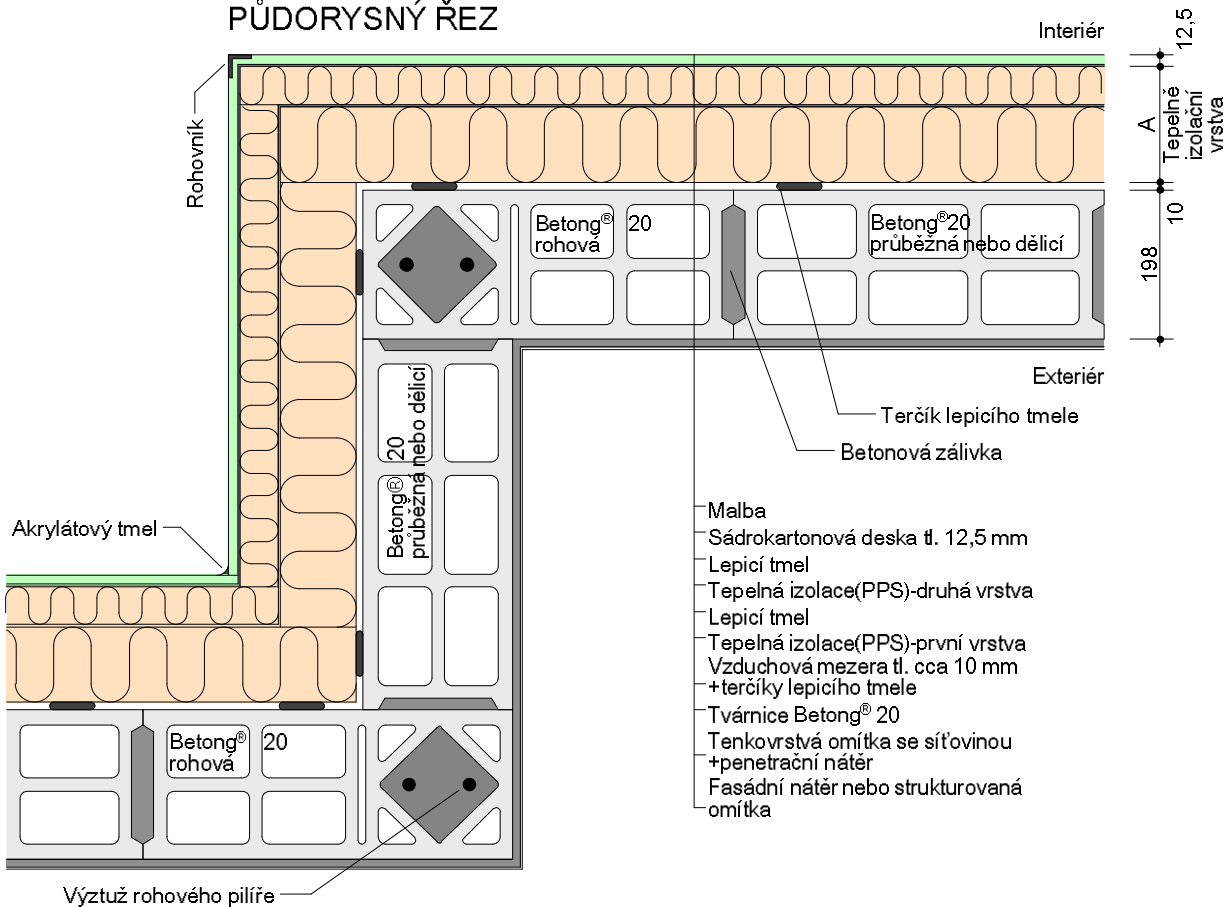 PŮDORYSNÝ ŘEZ
Interiér
12,5
Rohovník
A
Tepelně
izolační
vrstva
10
198
Betong® 20
rohová
Betong® 20
průběžná nebo dělicí
Exteriér
Betong® 20
průběžná nebo dělicí
Terčík lepicího tmele
Betonová zálivka
Akrylátový tmel
Malba
Sádrokartonová deska tl. 12,5 mm
Lepicí tmel
Tepelná izolace(PPS)-druhá vrstva
Lepicí tmel
Tepelná izolace(PPS)-první vrstva
Vzduchová mezera tl. cca 10 mm
+terčíky lepicího tmele
Tvárnice Betong® 20
Tenkovrstvá omítka se síťovinou
+penetrační nátěr
Fasádní nátěr nebo strukturovaná
omítka
Betong® 20
rohová
Výztuž rohového pilíře